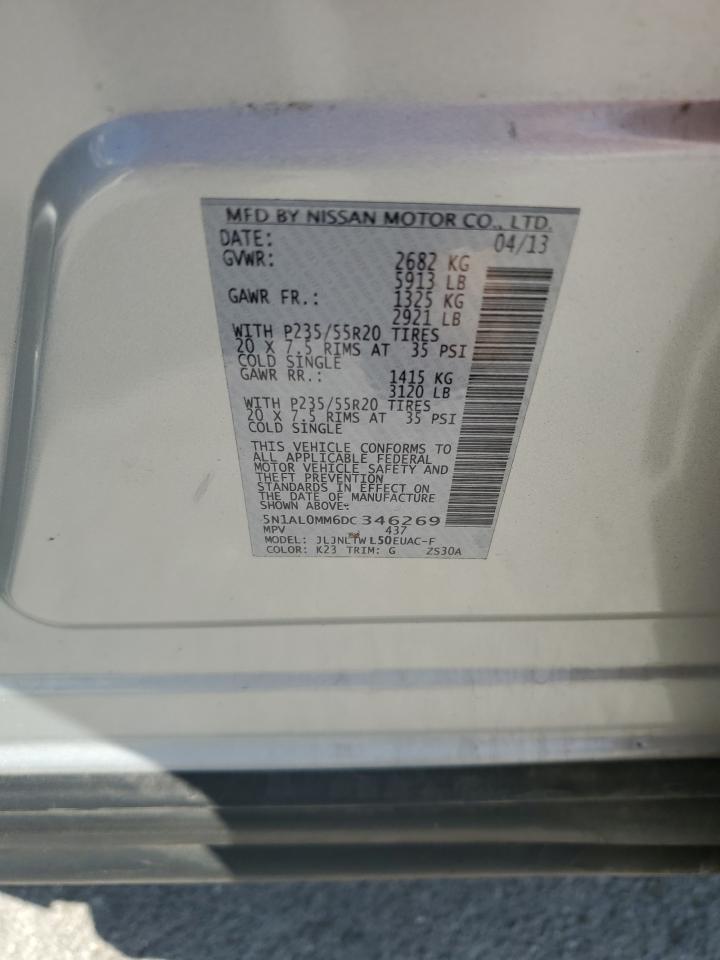 MFD BY NISSAN MOTOR CO., LTD.
DATE: 04/13
GVWR: 2682 KG
5913 LB
GAWR FR.: 1325 KG
2921 LB
WITH P235/55R20 TIRES
20 X 7.5 RIMS AT 35 PSI
COLD SINGLE
GAWR RR.: 1415 KG
3120 LB
WITH P235/55R20 TIRES
20 X 7.5 RIMS AT 35 PSI
COLD SINGLE
THIS VEHICLE CONFORMS TO
ALL APPLICABLE FEDERAL
MOTOR VEHICLE SAFETY AND
THEFT PREVENTION
STANDARDS IN EFFECT ON
THE DATE OF MANUFACTURE
SHOWN ABOVE.
5N1AL0MM6DC346269
MPV 437
MODEL: JLJNLTWL50EUAC-F
COLOR: K23 TRIM: G ZS30A